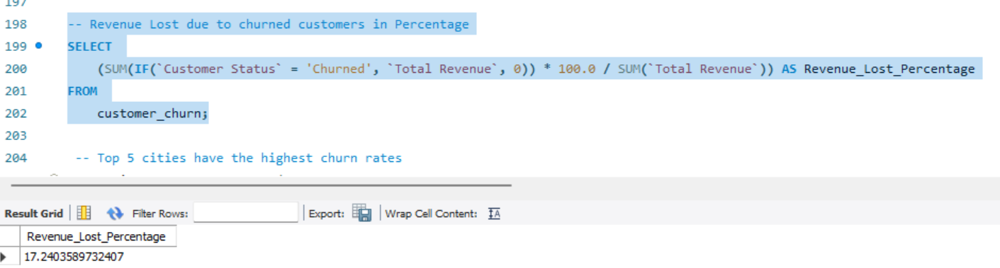 197
198 -- Revenue Lost due to churned customers in Percentage
199 SELECT
200 (SUM(IF(`Customer Status` = 'Churned', `Total Revenue`, 0)) * 100.0 / SUM(`Total Revenue`)) AS Revenue_Lost_Percentage
201 FROM
202 customer_churn;
203
204 -- Top 5 cities have the highest churn rates
Result Grid Filter Rows: Export: Wrap Cell Content: IA
Revenue_Lost_Percentage
17.2403589732407